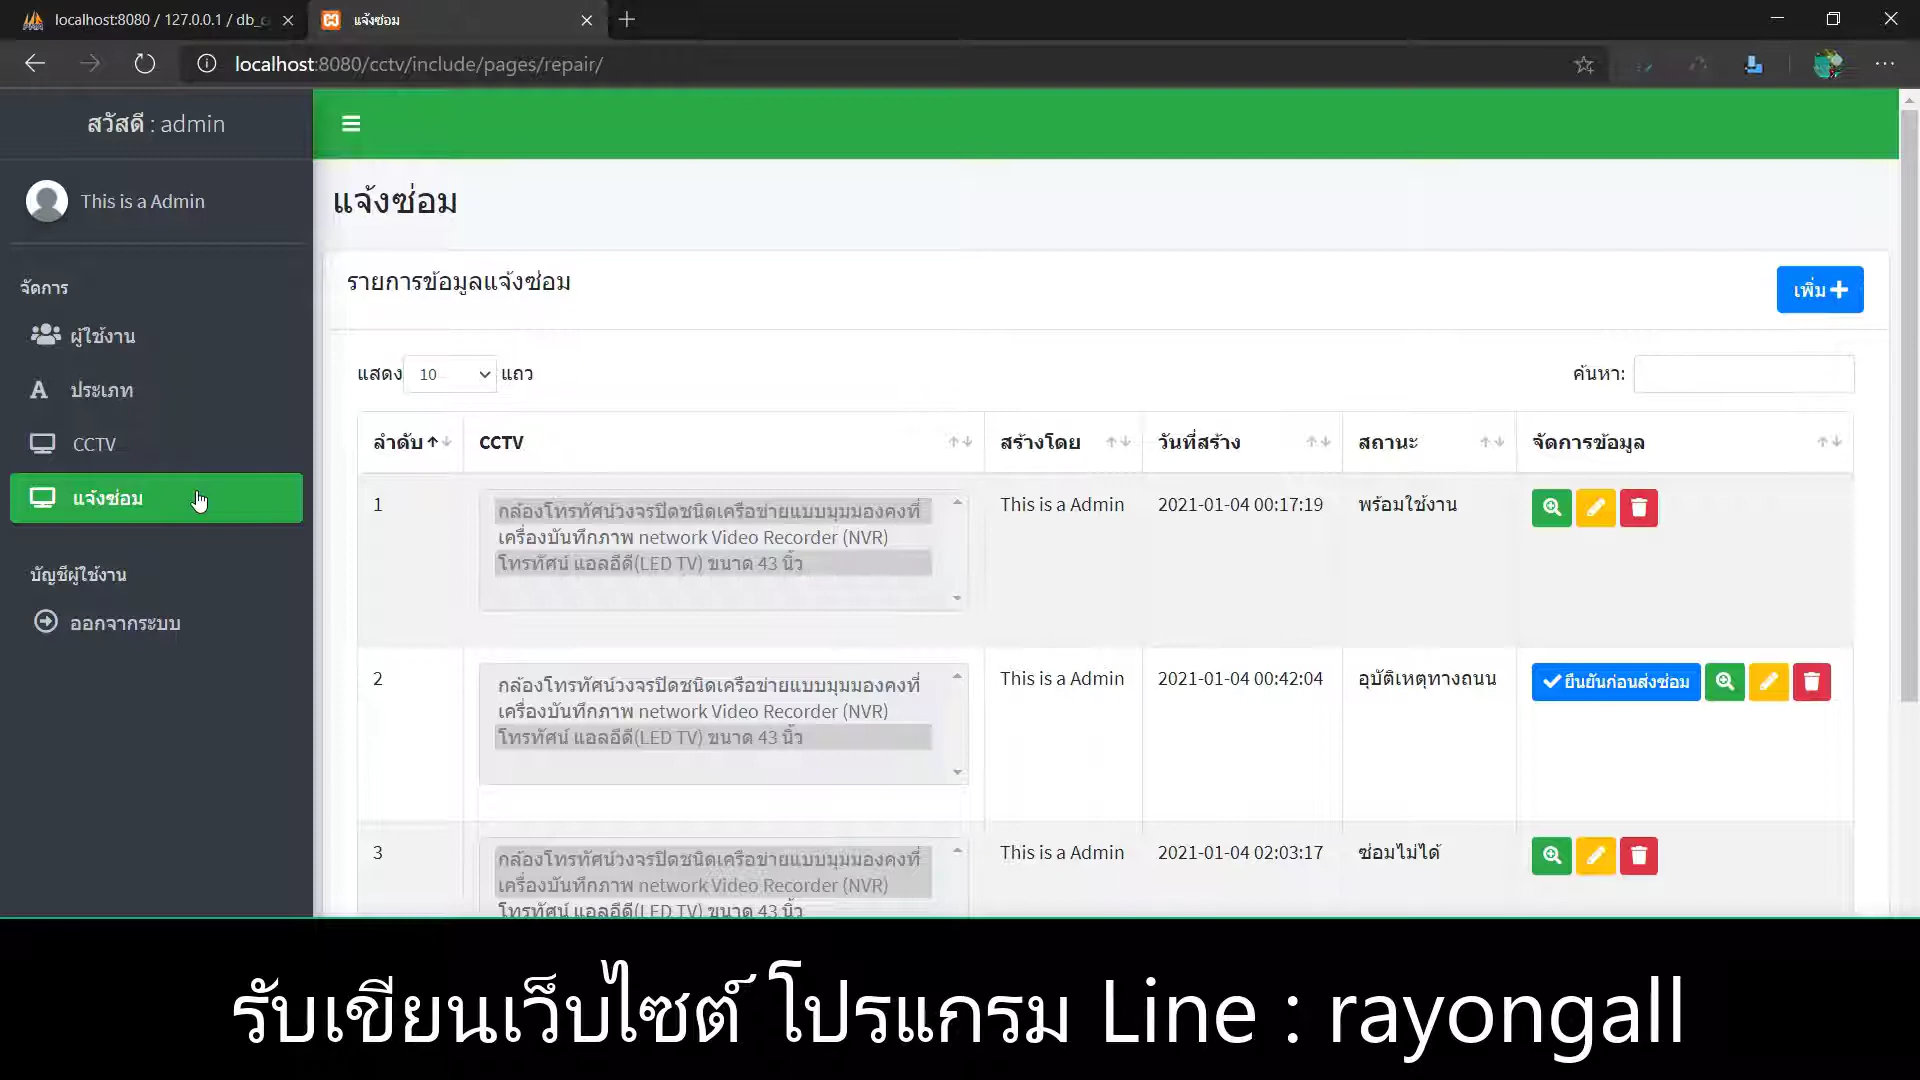 localhost:8080 / 127.0.0.1 / db_c
แจ้งซ่อม
localhost:8080/cctv/include/pages/repair/
สวัสดี : admin
This is a Admin
จัดการ
ผู้ใช้งาน
ประเภท
CCTV
แจ้งซ่อม
บัญชีผู้ใช้งาน
ออกจากระบบ
แจ้งซ่อม
รายการข้อมูลแจ้งซ่อม
เพิ่ม
แสดง 10 แถว
ค้นหา:
ลำดับ CCTV สร้างโดย วันที่สร้าง สถานะ จัดการข้อมูล
1 กล้องโทรทัศน์วงจรปิดชนิดเครือข่ายแบบมุมมองคงที่ This is a Admin 2021-01-04 00:17:19 พร้อมใช้งาน
เครื่องบันทึกภาพ network Video Recorder (NVR)
โทรทัศน์ แอลอีดี(LED TV) ขนาด 43 นิ้ว
2 กล้องโทรทัศน์วงจรปิดชนิดเครือข่ายแบบมุมมองคงที่ This is a Admin 2021-01-04 00:42:04 อุบัติเหตุทางถนน ยืนยันก่อนส่งซ่อม
เครื่องบันทึกภาพ network Video Recorder (NVR)
โทรทัศน์ แอลอีดี(LED TV) ขนาด 43 นิ้ว
3 กล้องโทรทัศน์วงจรปิดชนิดเครือข่ายแบบมุมมองคงที่ This is a Admin 2021-01-04 02:03:17 ซ่อมไม่ได้
เครื่องบันทึกภาพ network Video Recorder (NVR)
โทรทัศน์ แอลอีดี(LED TV) ขนาด 43 นิ้ว
รับเขียนเว็บไซต์ โปรแกรม Line : rayongall